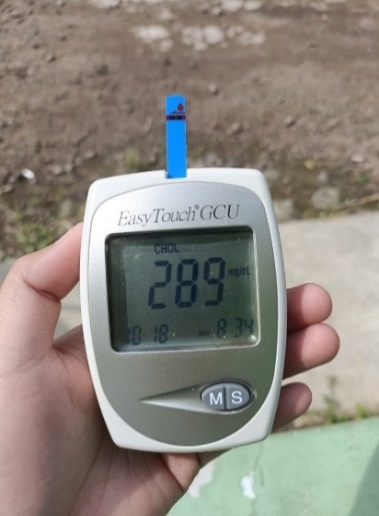 EasyTouch® GCU
CHOL
289 mg/dL
10-18 8:34
M S